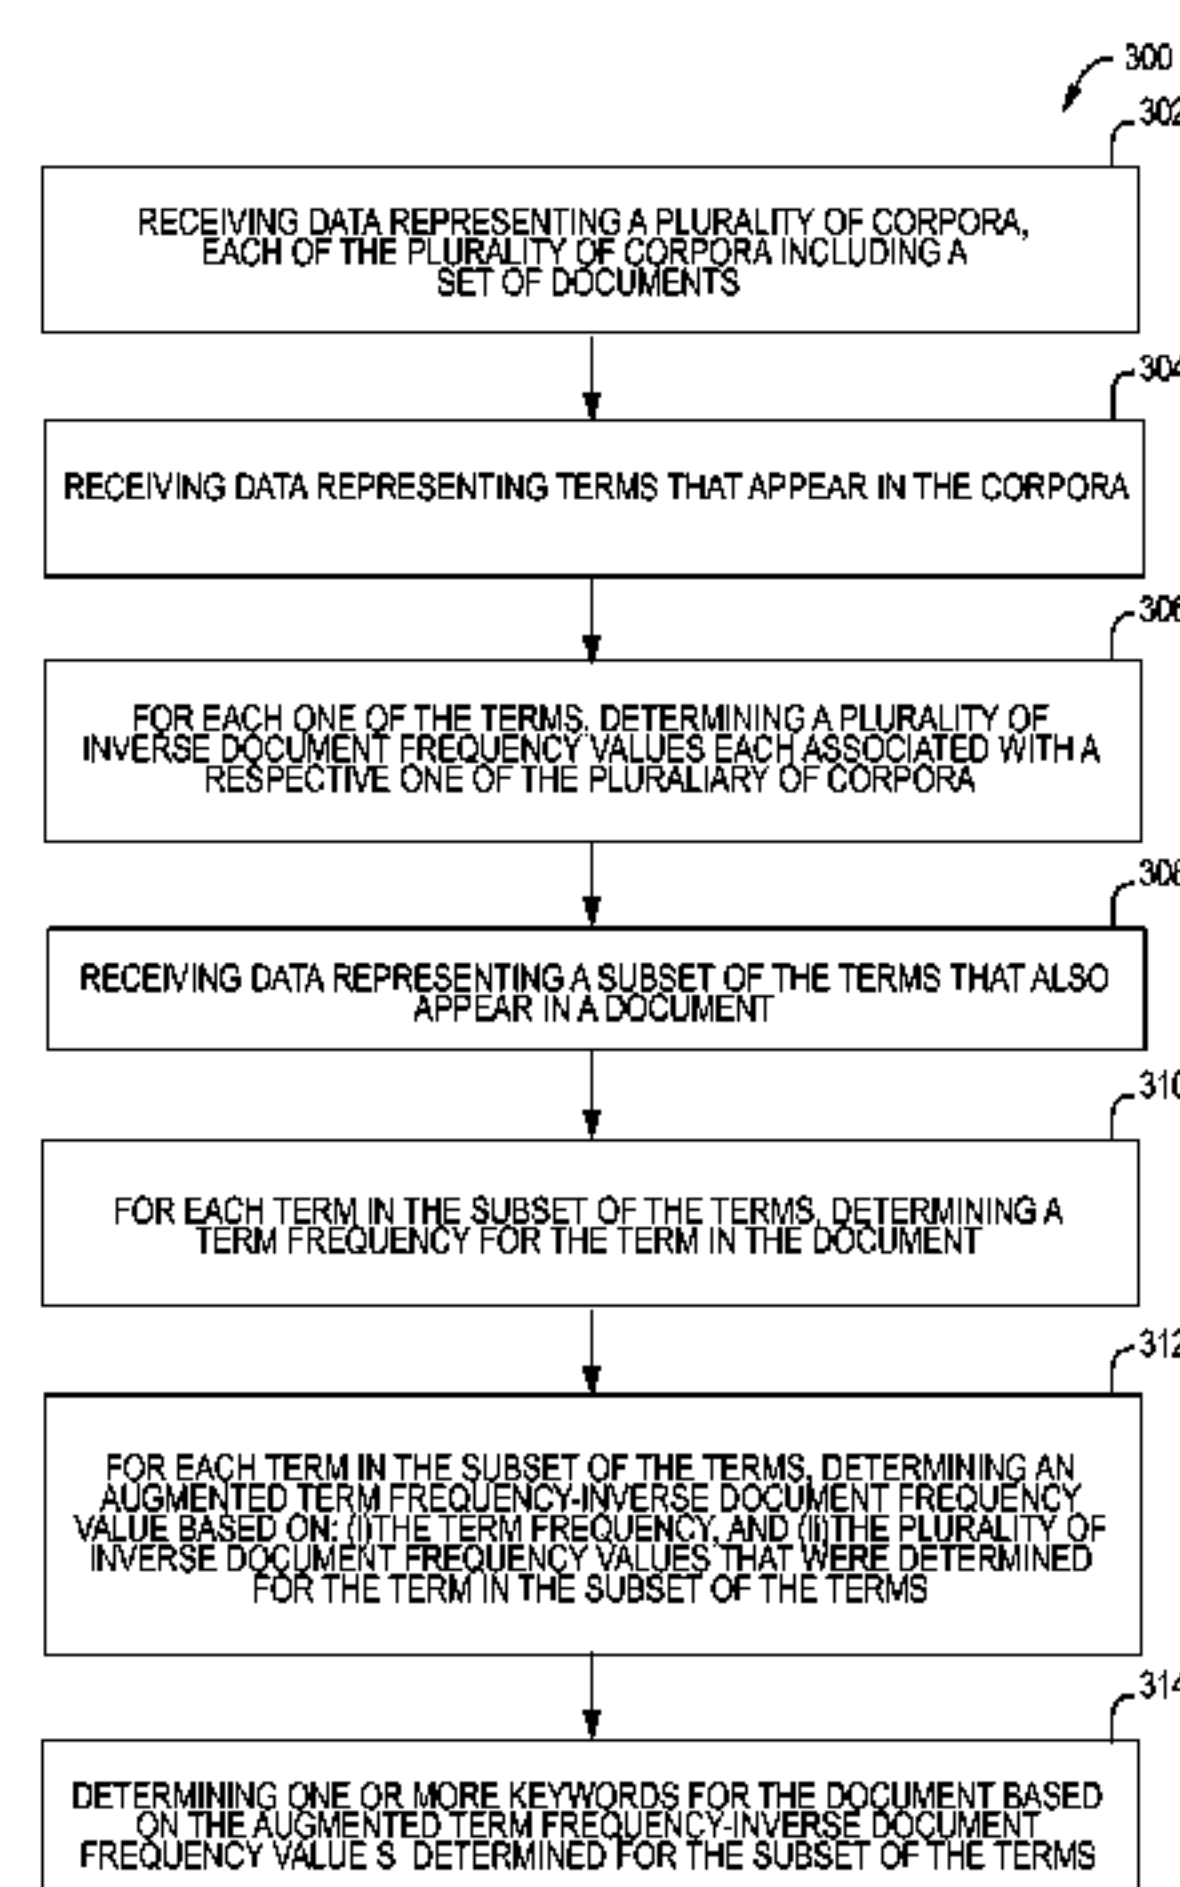 300
302
RECEIVING DATA REPRESENTING A PLURALITY OF CORPORA,
EACH OF THE PLURALITY OF CORPORA INCLUDING A
SET OF DOCUMENTS
304
RECEIVING DATA REPRESENTING TERMS THAT APPEAR IN THE CORPORA
306
FOR EACH ONE OF THE TERMS, DETERMINING A PLURALITY OF
INVERSE DOCUMENT FREQUENCY VALUES EACH ASSOCIATED WITH A
RESPECTIVE ONE OF THE PLURALIARY OF CORPORA
308
RECEIVING DATA REPRESENTING A SUBSET OF THE TERMS THAT ALSO
APPEAR IN A DOCUMENT
310
FOR EACH TERM IN THE SUBSET OF THE TERMS, DETERMINING A
TERM FREQUENCY FOR THE TERM IN THE DOCUMENT
312
FOR EACH TERM IN THE SUBSET OF THE TERMS, DETERMINING AN
AUGMENTED TERM FREQUENCY-INVERSE DOCUMENT FREQUENCY
VALUE BASED ON: (I)THE TERM FREQUENCY, AND (II)THE PLURALITY OF
INVERSE DOCUMENT FREQUENCY VALUES THAT WERE DETERMINED
FOR THE TERM IN THE SUBSET OF THE TERMS
314
DETERMINING ONE OR MORE KEYWORDS FOR THE DOCUMENT BASED
ON THE AUGMENTED TERM FREQUENCY-INVERSE DOCUMENT
FREQUENCY VALUE S DETERMINED FOR THE SUBSET OF THE TERMS